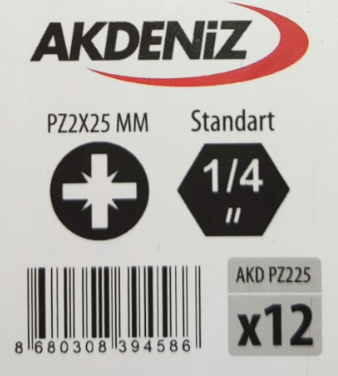 AKDENiZ
PZ2X25 MM
Standart
1/4
"
AKD PZ225
x12
8 680308 394586